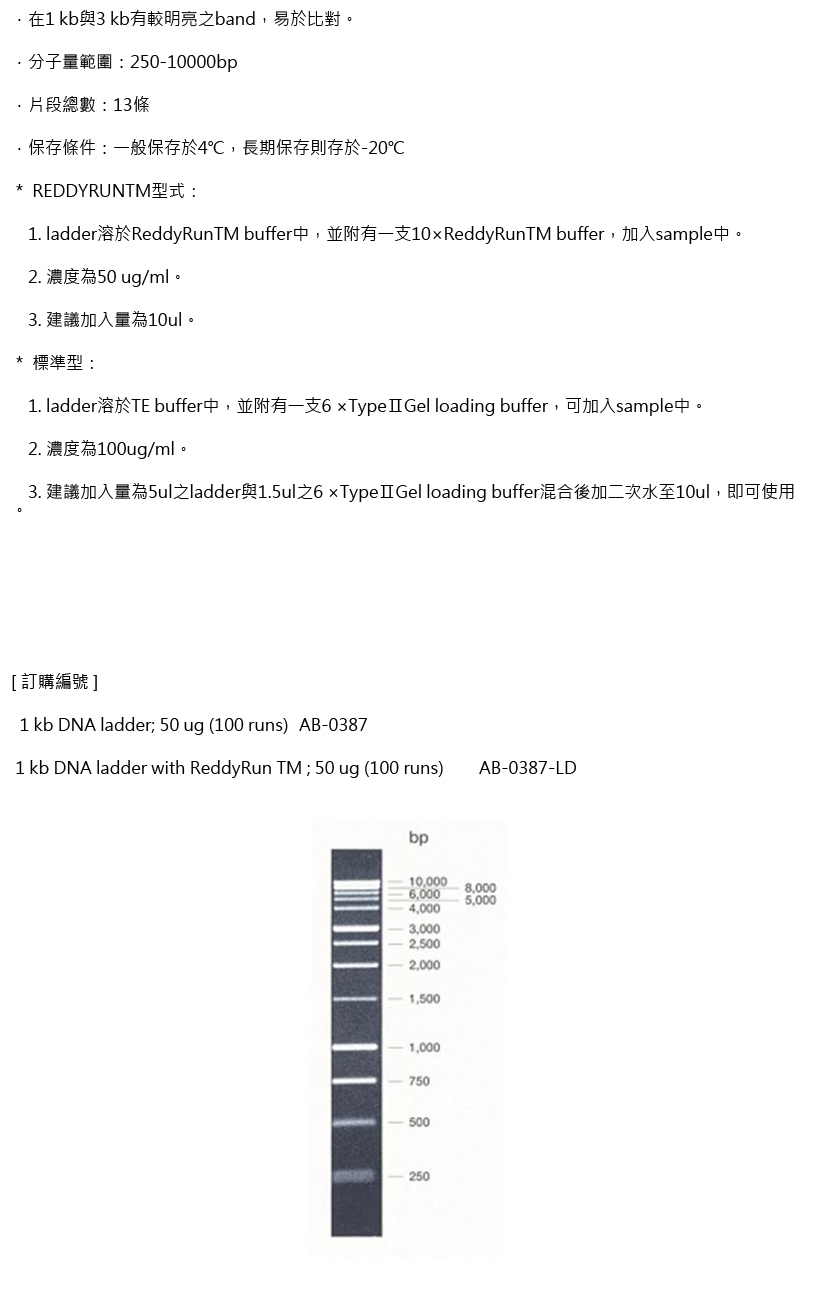 · 在1 kb與3 kb有較明亮之band，易於比對。
· 分子量範圍：250-10000bp
· 片段總數：13條
· 保存條件：一般保存於4℃，長期保存則存於-20℃
* REDDYRUNTM型式：
1. ladder溶於ReddyRunTM buffer中，並附有一支10×ReddyRunTM buffer，加入sample中。
2. 濃度為50 ug/ml。
3. 建議加入量為10ul。
* 標準型：
1. ladder溶於TE buffer中，並附有一支6 ×TypeⅡGel loading buffer，可加入sample中。
2. 濃度為100ug/ml。
3. 建議加入量為5ul之ladder與1.5ul之6 ×TypeⅡGel loading buffer混合後加二次水至10ul，即可使用
。
[ 訂購編號 ]
1 kb DNA ladder; 50 ug (100 runs) AB-0387
1 kb DNA ladder with ReddyRun TM ; 50 ug (100 runs) AB-0387-LD
bp
10,000
8,000
6,000
5,000
4,000
3,000
2,500
2,000
1,500
1,000
750
500
250